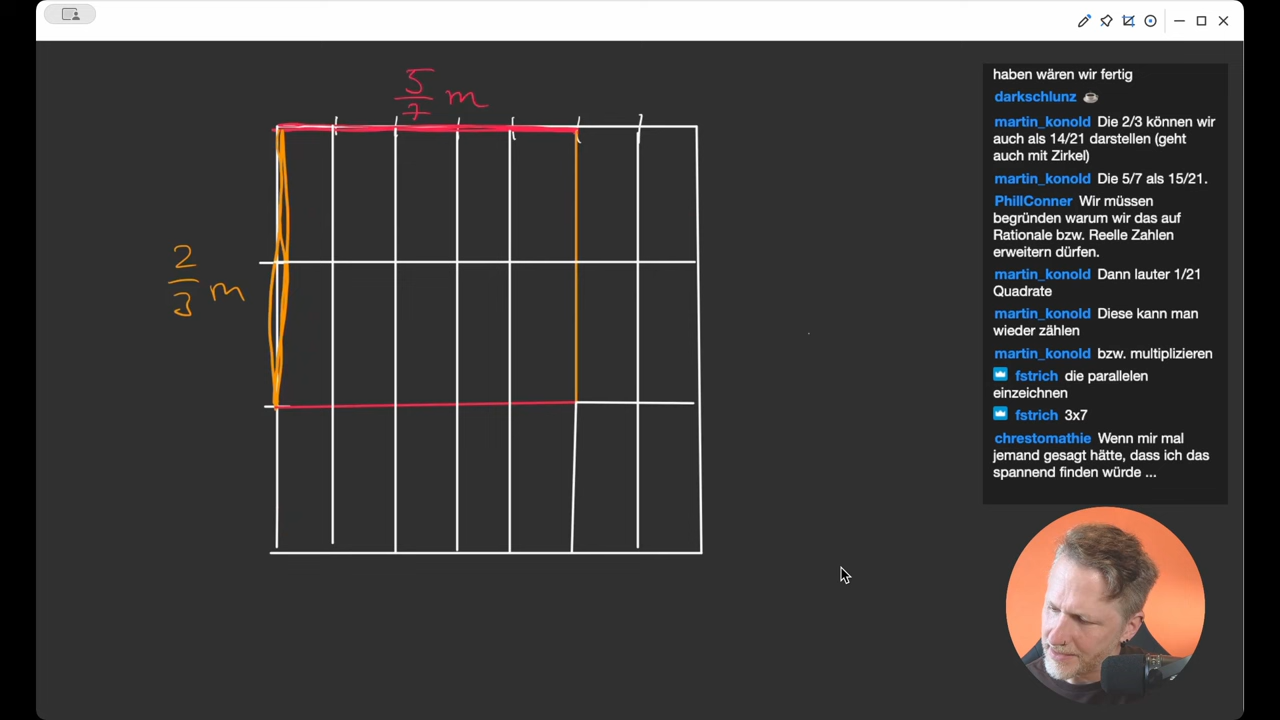 5/7 m
2/3 m
haben wären wir fertig
darkschlunz
martin_konold Die 2/3 können wir
auch als 14/21 darstellen (geht
auch mit Zirkel)
martin_konold Die 5/7 als 15/21.
PhillConner Wir müssen
begründen warum wir das auf
Rationale bzw. Reelle Zahlen
erweitern dürfen.
martin_konold Dann lauter 1/21
Quadrate
martin_konold Diese kann man
wieder zählen
martin_konold bzw. multiplizieren
fstrich die parallelen
einzeichnen
fstrich 3x7
chrestomathie Wenn mir mal
jemand gesagt hätte, dass ich das
spannend finden würde ...